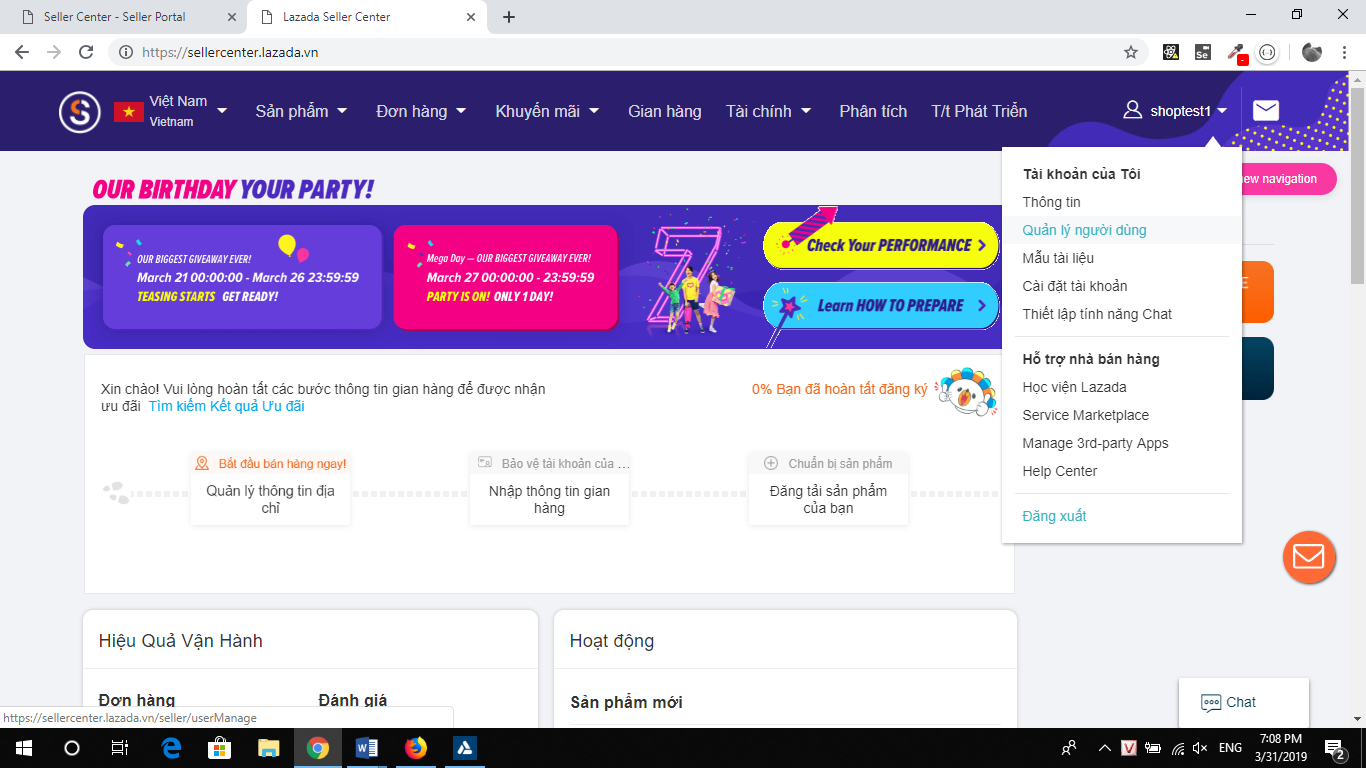 Seller Center - Seller Portal
Lazada Seller Center
https://sellercenter.lazada.vn
Se
Việt Nam
Vietnam
Sản phẩm
Đơn hàng
Khuyến mãi
Gian hàng
Tài chính
Phân tích
T/t Phát Triển
shoptest1
new navigation
Tài khoản của Tôi
Thông tin
Quản lý người dùng
Mẫu tài liệu
Cài đặt tài khoản
Thiết lập tính năng Chat
Hỗ trợ nhà bán hàng
Học viện Lazada
Service Marketplace
Manage 3rd-party Apps
Help Center
Đăng xuất
OUR BIRTHDAY YOUR PARTY!
OUR BIGGEST GIVEAWAY EVER!
March 21 00:00:00 - March 26 23:59:59
TEASING STARTS GET READY!
Mega Day – OUR BIGGEST GIVEAWAY EVER!
March 27 00:00:00 - 23:59:59
PARTY IS ON! ONLY 1 DAY!
7
Check Your PERFORMANCE
Learn HOW TO PREPARE
E
Xin chào! Vui lòng hoàn tất các bước thông tin gian hàng để được nhận
ưu đãi Tìm kiếm Kết quả Ưu đãi
0% Bạn đã hoàn tất đăng ký
Bắt đầu bán hàng ngay!
Quản lý thông tin địa
chỉ
Bảo vệ tài khoản của ...
Nhập thông tin gian
hàng
Chuẩn bị sản phẩm
Đăng tải sản phẩm
của bạn
Hiệu Quả Vận Hành
Đơn hàng
Đánh giá
Hoạt động
Sản phẩm mới
Chat
https://sellercenter.lazada.vn/seller/userManage
ENG
7:08 PM
3/31/2019
2